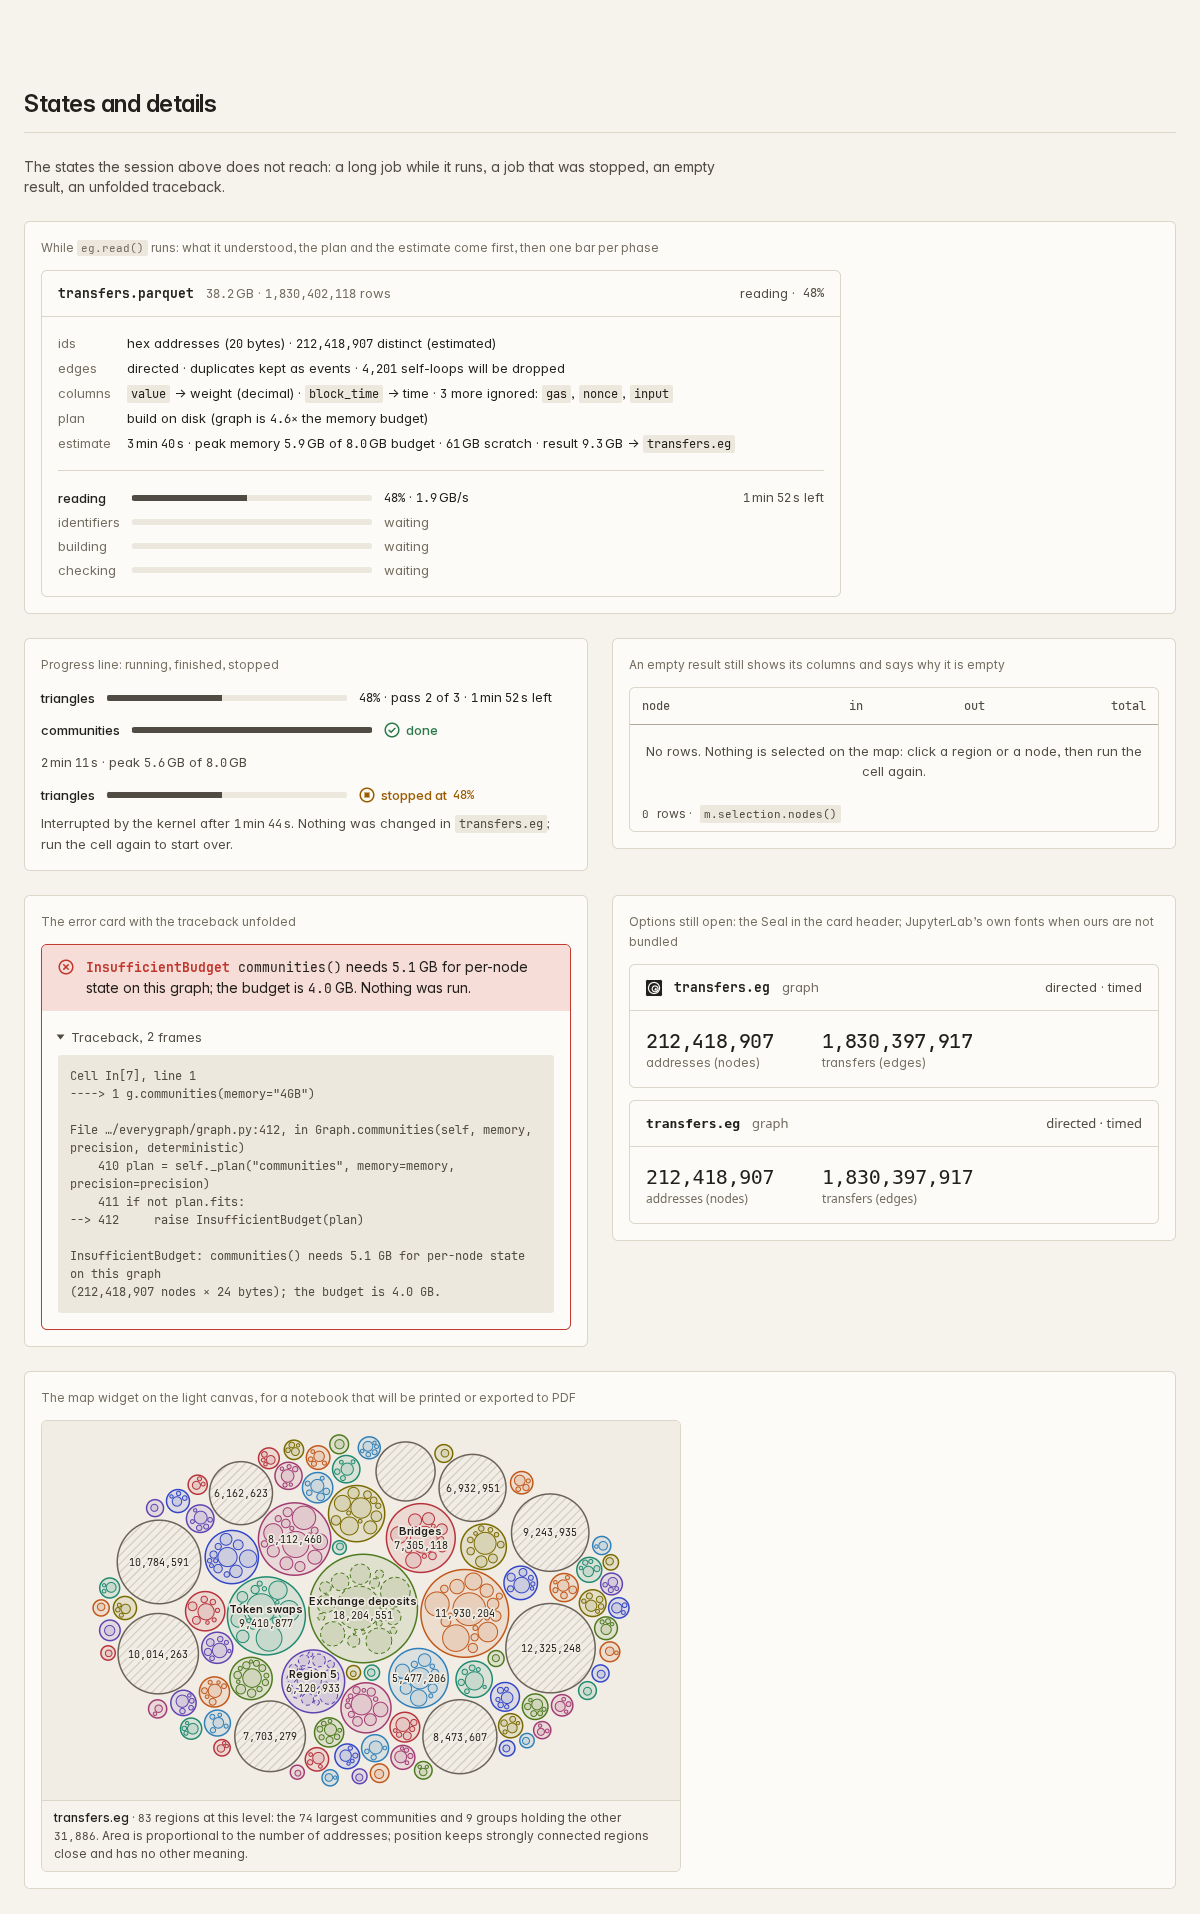 States and details
The states the session above does not reach: a long job while it runs, a job that was stopped, an empty
result, an unfolded traceback.
While eg.read() runs: what it understood, the plan and the estimate come first, then one bar per phase
transfers.parquet 38.2 GB · 1,830,402,118 rows reading · 48%
ids hex addresses (20 bytes) · 212,418,907 distinct (estimated)
edges directed · duplicates kept as events · 4,201 self-loops will be dropped
columns value → weight (decimal) · block_time → time · 3 more ignored: gas, nonce, input
plan build on disk (graph is 4.6× the memory budget)
estimate 3 min 40 s · peak memory 5.9 GB of 8.0 GB budget · 61 GB scratch · result 9.3 GB → transfers.eg
reading 48% · 1.9 GB/s 1 min 52 s left
identifiers waiting
building waiting
checking waiting
Progress line: running, finished, stopped
triangles 48% · pass 2 of 3 · 1 min 52 s left
communities done
2 min 11 s · peak 5.6 GB of 8.0 GB
triangles stopped at 48%
Interrupted by the kernel after 1 min 44 s. Nothing was changed in transfers.eg;
run the cell again to start over.
An empty result still shows its columns and says why it is empty
node in out total
No rows. Nothing is selected on the map: click a region or a node, then run the
cell again.
0 rows · m.selection.nodes()
The error card with the traceback unfolded
InsufficientBudget communities() needs 5.1 GB for per-node
state on this graph; the budget is 4.0 GB. Nothing was run.
Traceback, 2 frames
Cell In[7], line 1
----> 1 g.communities(memory="4GB")
File …/everygraph/graph.py:412, in Graph.communities(self, memory,
precision, deterministic)
410 plan = self._plan("communities", memory=memory,
precision=precision)
411 if not plan.fits:
--> 412 raise InsufficientBudget(plan)
InsufficientBudget: communities() needs 5.1 GB for per-node state
on this graph
(212,418,907 nodes × 24 bytes); the budget is 4.0 GB.
Options still open: the Seal in the card header; JupyterLab's own fonts when ours are not
bundled
transfers.eg graph directed · timed
212,418,907 1,830,397,917
addresses (nodes) transfers (edges)
transfers.eg graph directed · timed
212,418,907 1,830,397,917
addresses (nodes) transfers (edges)
The map widget on the light canvas, for a notebook that will be printed or exported to PDF
6,932,951
6,162,623
9,243,935
Bridges
7,305,118
8,112,460
10,784,591
Exchange deposits
18,204,551
Token swaps
9,410,877
11,930,204
12,325,248
10,014,263
Region 5
6,120,933
5,477,206
7,703,279
8,473,607
transfers.eg · 83 regions at this level: the 74 largest communities and 9 groups holding the other
31,886. Area is proportional to the number of addresses; position keeps strongly connected regions
close and has no other meaning.